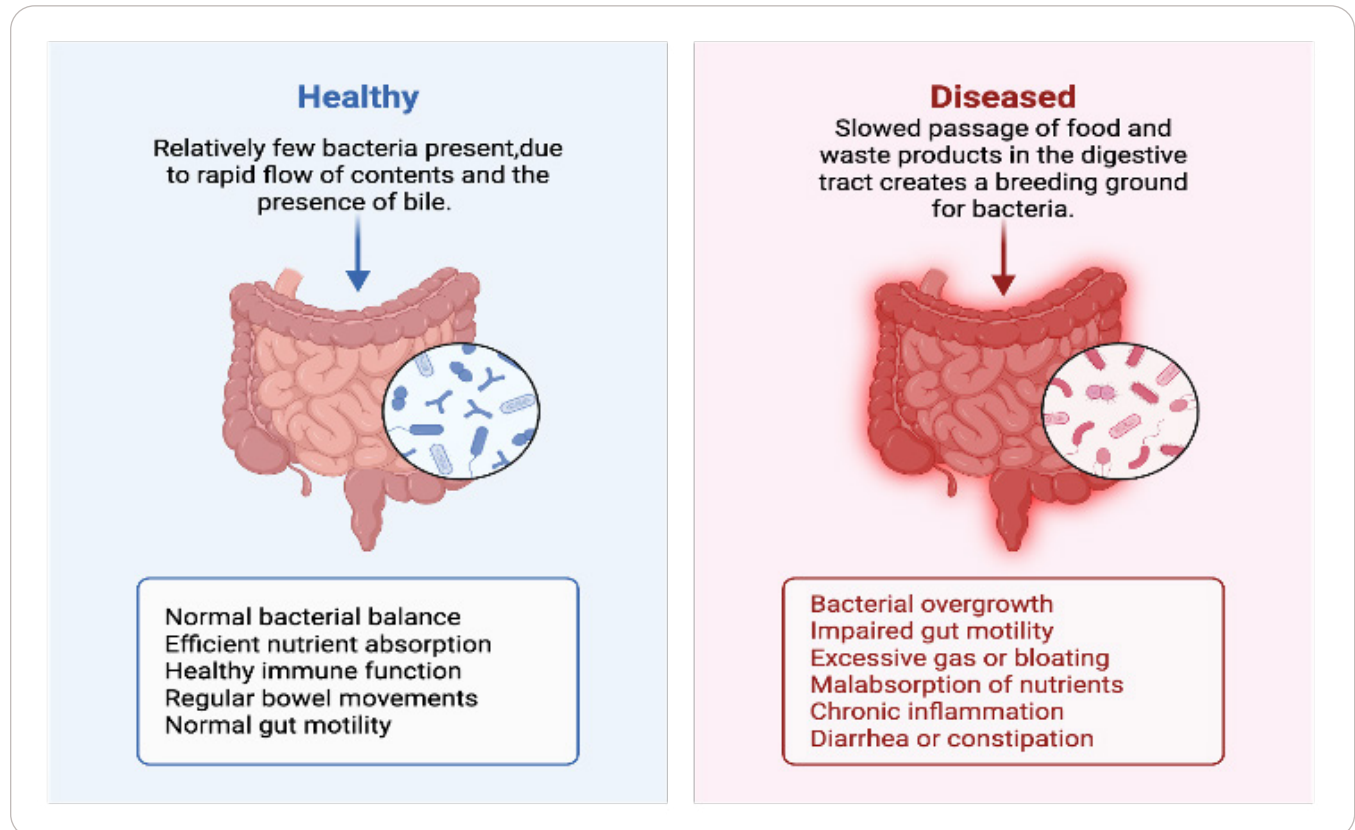 Healthy
Relatively few bacteria present,due
to rapid flow of contents and the
presence of bile.
Normal bacterial balance
Efficient nutrient absorption
Healthy immune function
Regular bowel movements
Normal gut motility
Diseased
Slowed passage of food and
waste products in the digestive
tract creates a breeding ground
for bacteria.
Bacterial overgrowth
Impaired gut motility
Excessive gas or bloating
Malabsorption of nutrients
Chronic inflammation
Diarrhea or constipation